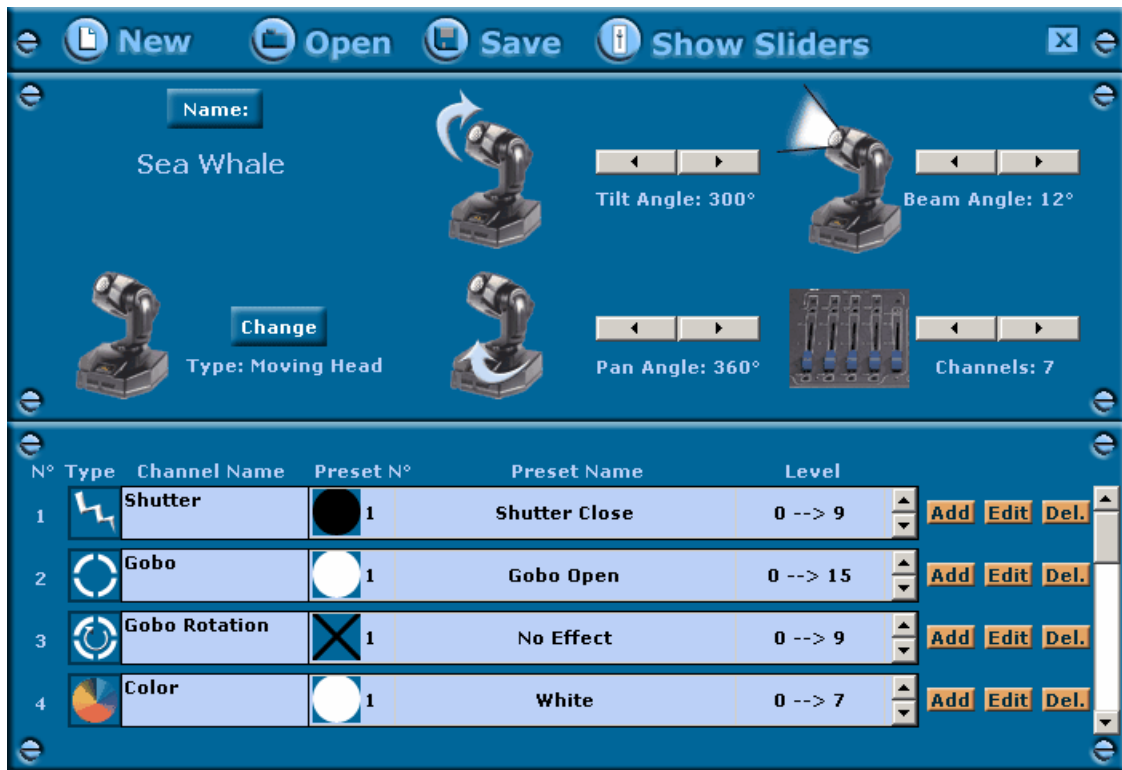 New Open Save Show Sliders X
Name:
Sea Whale
Tilt Angle: 300°
Beam Angle: 12°
Change
Type: Moving Head
Pan Angle: 360°
Channels: 7
N° Type Channel Name Preset N° Preset Name Level
1 Shutter 1 Shutter Close 0 --> 9 Add Edit Del.
2 Gobo 1 Gobo Open 0 --> 15 Add Edit Del.
3 Gobo Rotation 1 No Effect 0 --> 9 Add Edit Del.
4 Color 1 White 0 --> 7 Add Edit Del.